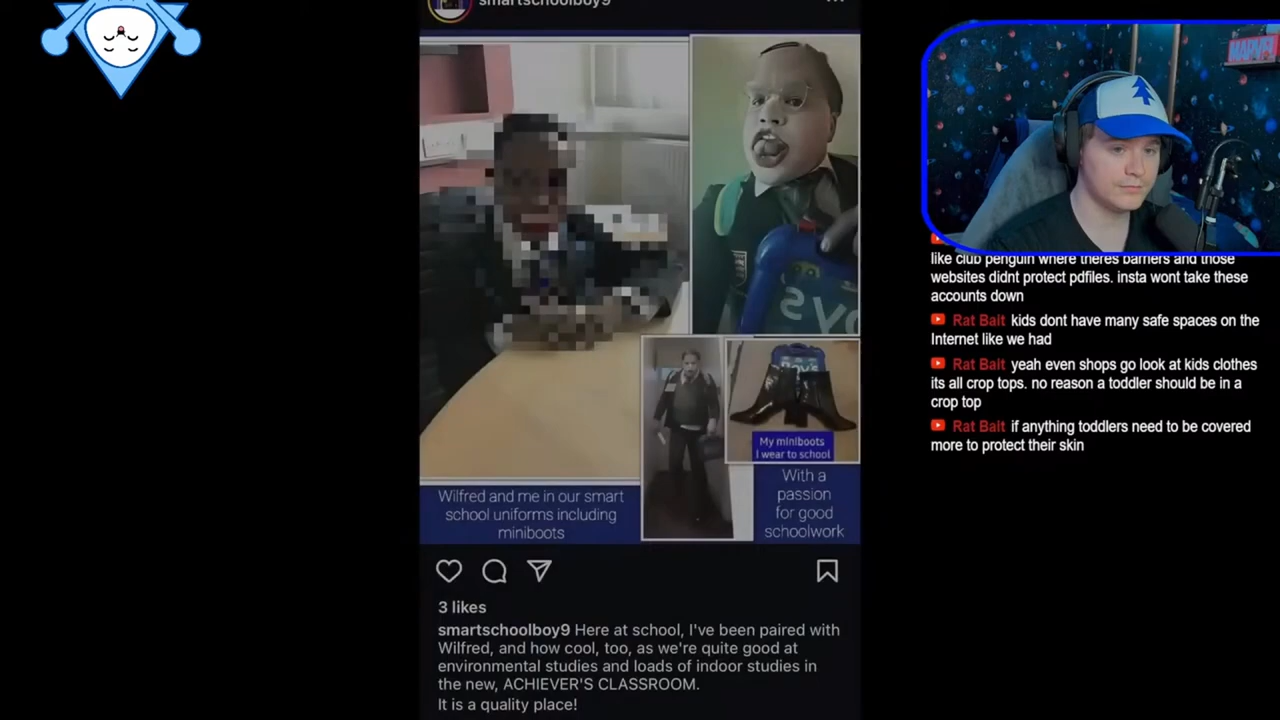 smartschoolboy9
MARVEL
My miniboots
I wear to school
Wilfred and me in our smart
school uniforms including
miniboots
With a
passion
for good
schoolwork
3 likes
smartschoolboy9 Here at school, I've been paired with
Wilfred, and how cool, too, as we're quite good at
environmental studies and loads of indoor studies in
the new, ACHIEVER'S CLASSROOM.
It is a quality place!
like club penguin where theres barriers and those
websites didnt protect pdfiles. insta wont take these
accounts down
Rat Bait kids dont have many safe spaces on the
Internet like we had
Rat Bait yeah even shops go look at kids clothes
its all crop tops. no reason a toddler should be in a
crop top
Rat Bait if anything toddlers need to be covered
more to protect their skin